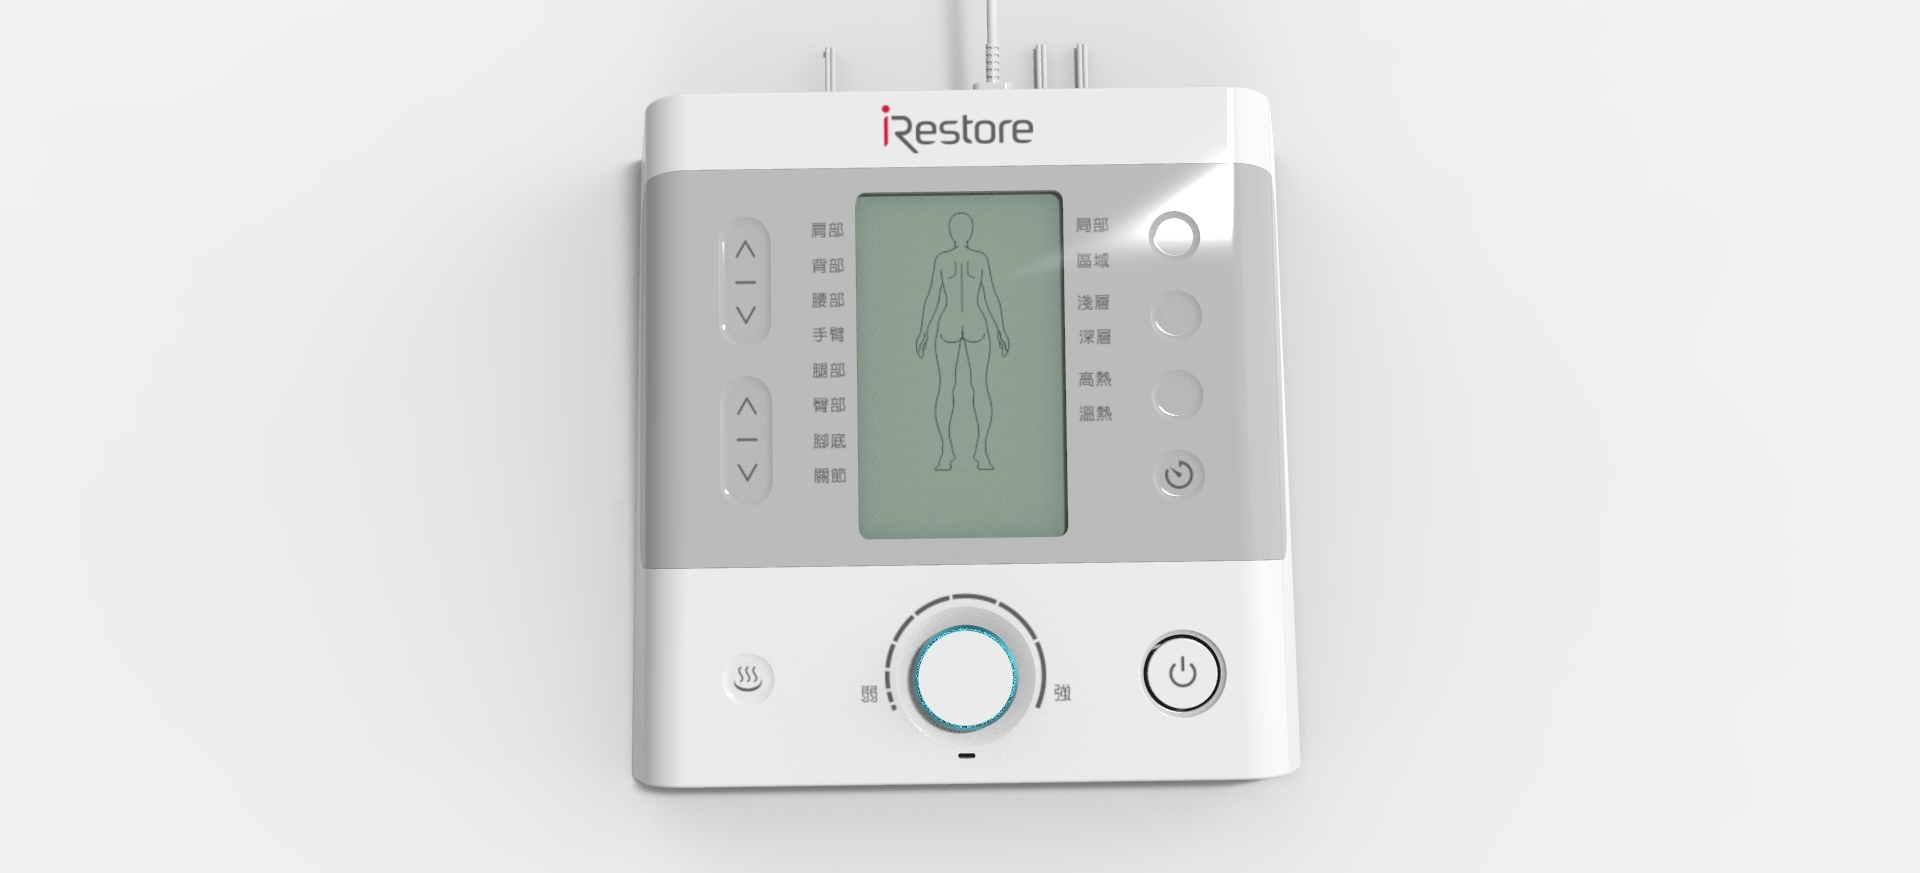 iRestore
肩部
背部
腰部
手臂
腿部
臀部
腳底
關節
局部
區域
淺層
深層
高熱
溫熱
弱
強